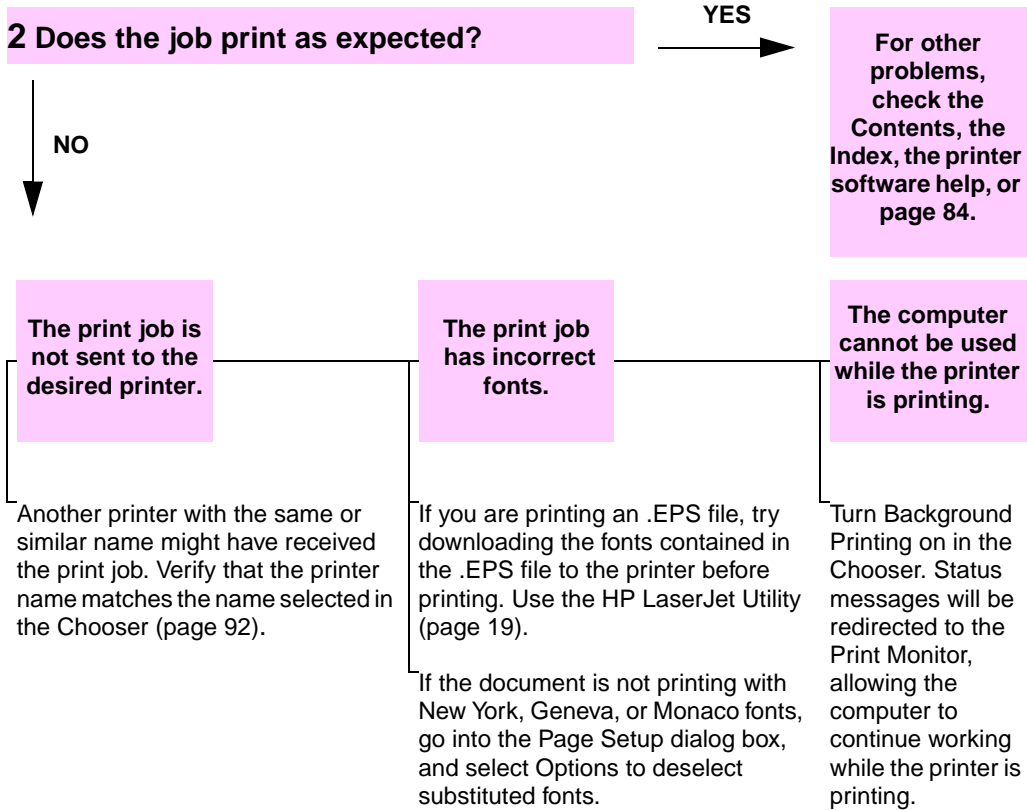 2 Does the job print as expected?
YES
For other
problems,
check the
Contents, the
Index, the printer
software help, or
page 84.
NO
The print job is
not sent to the
desired printer.
The print job
has incorrect
fonts.
The computer
cannot be used
while the printer
is printing.
Another printer with the same or
similar name might have received
the print job. Verify that the printer
name matches the name selected in
the Chooser (page 92).
If you are printing an .EPS file, try
downloading the fonts contained in
the .EPS file to the printer before
printing. Use the HP LaserJet Utility
(page 19).
If the document is not printing with
New York, Geneva, or Monaco fonts,
go into the Page Setup dialog box,
and select Options to deselect
substituted fonts.
Turn Background
Printing on in the
Chooser. Status
messages will be
redirected to the
Print Monitor,
allowing the
computer to
continue working
while the printer is
printing.